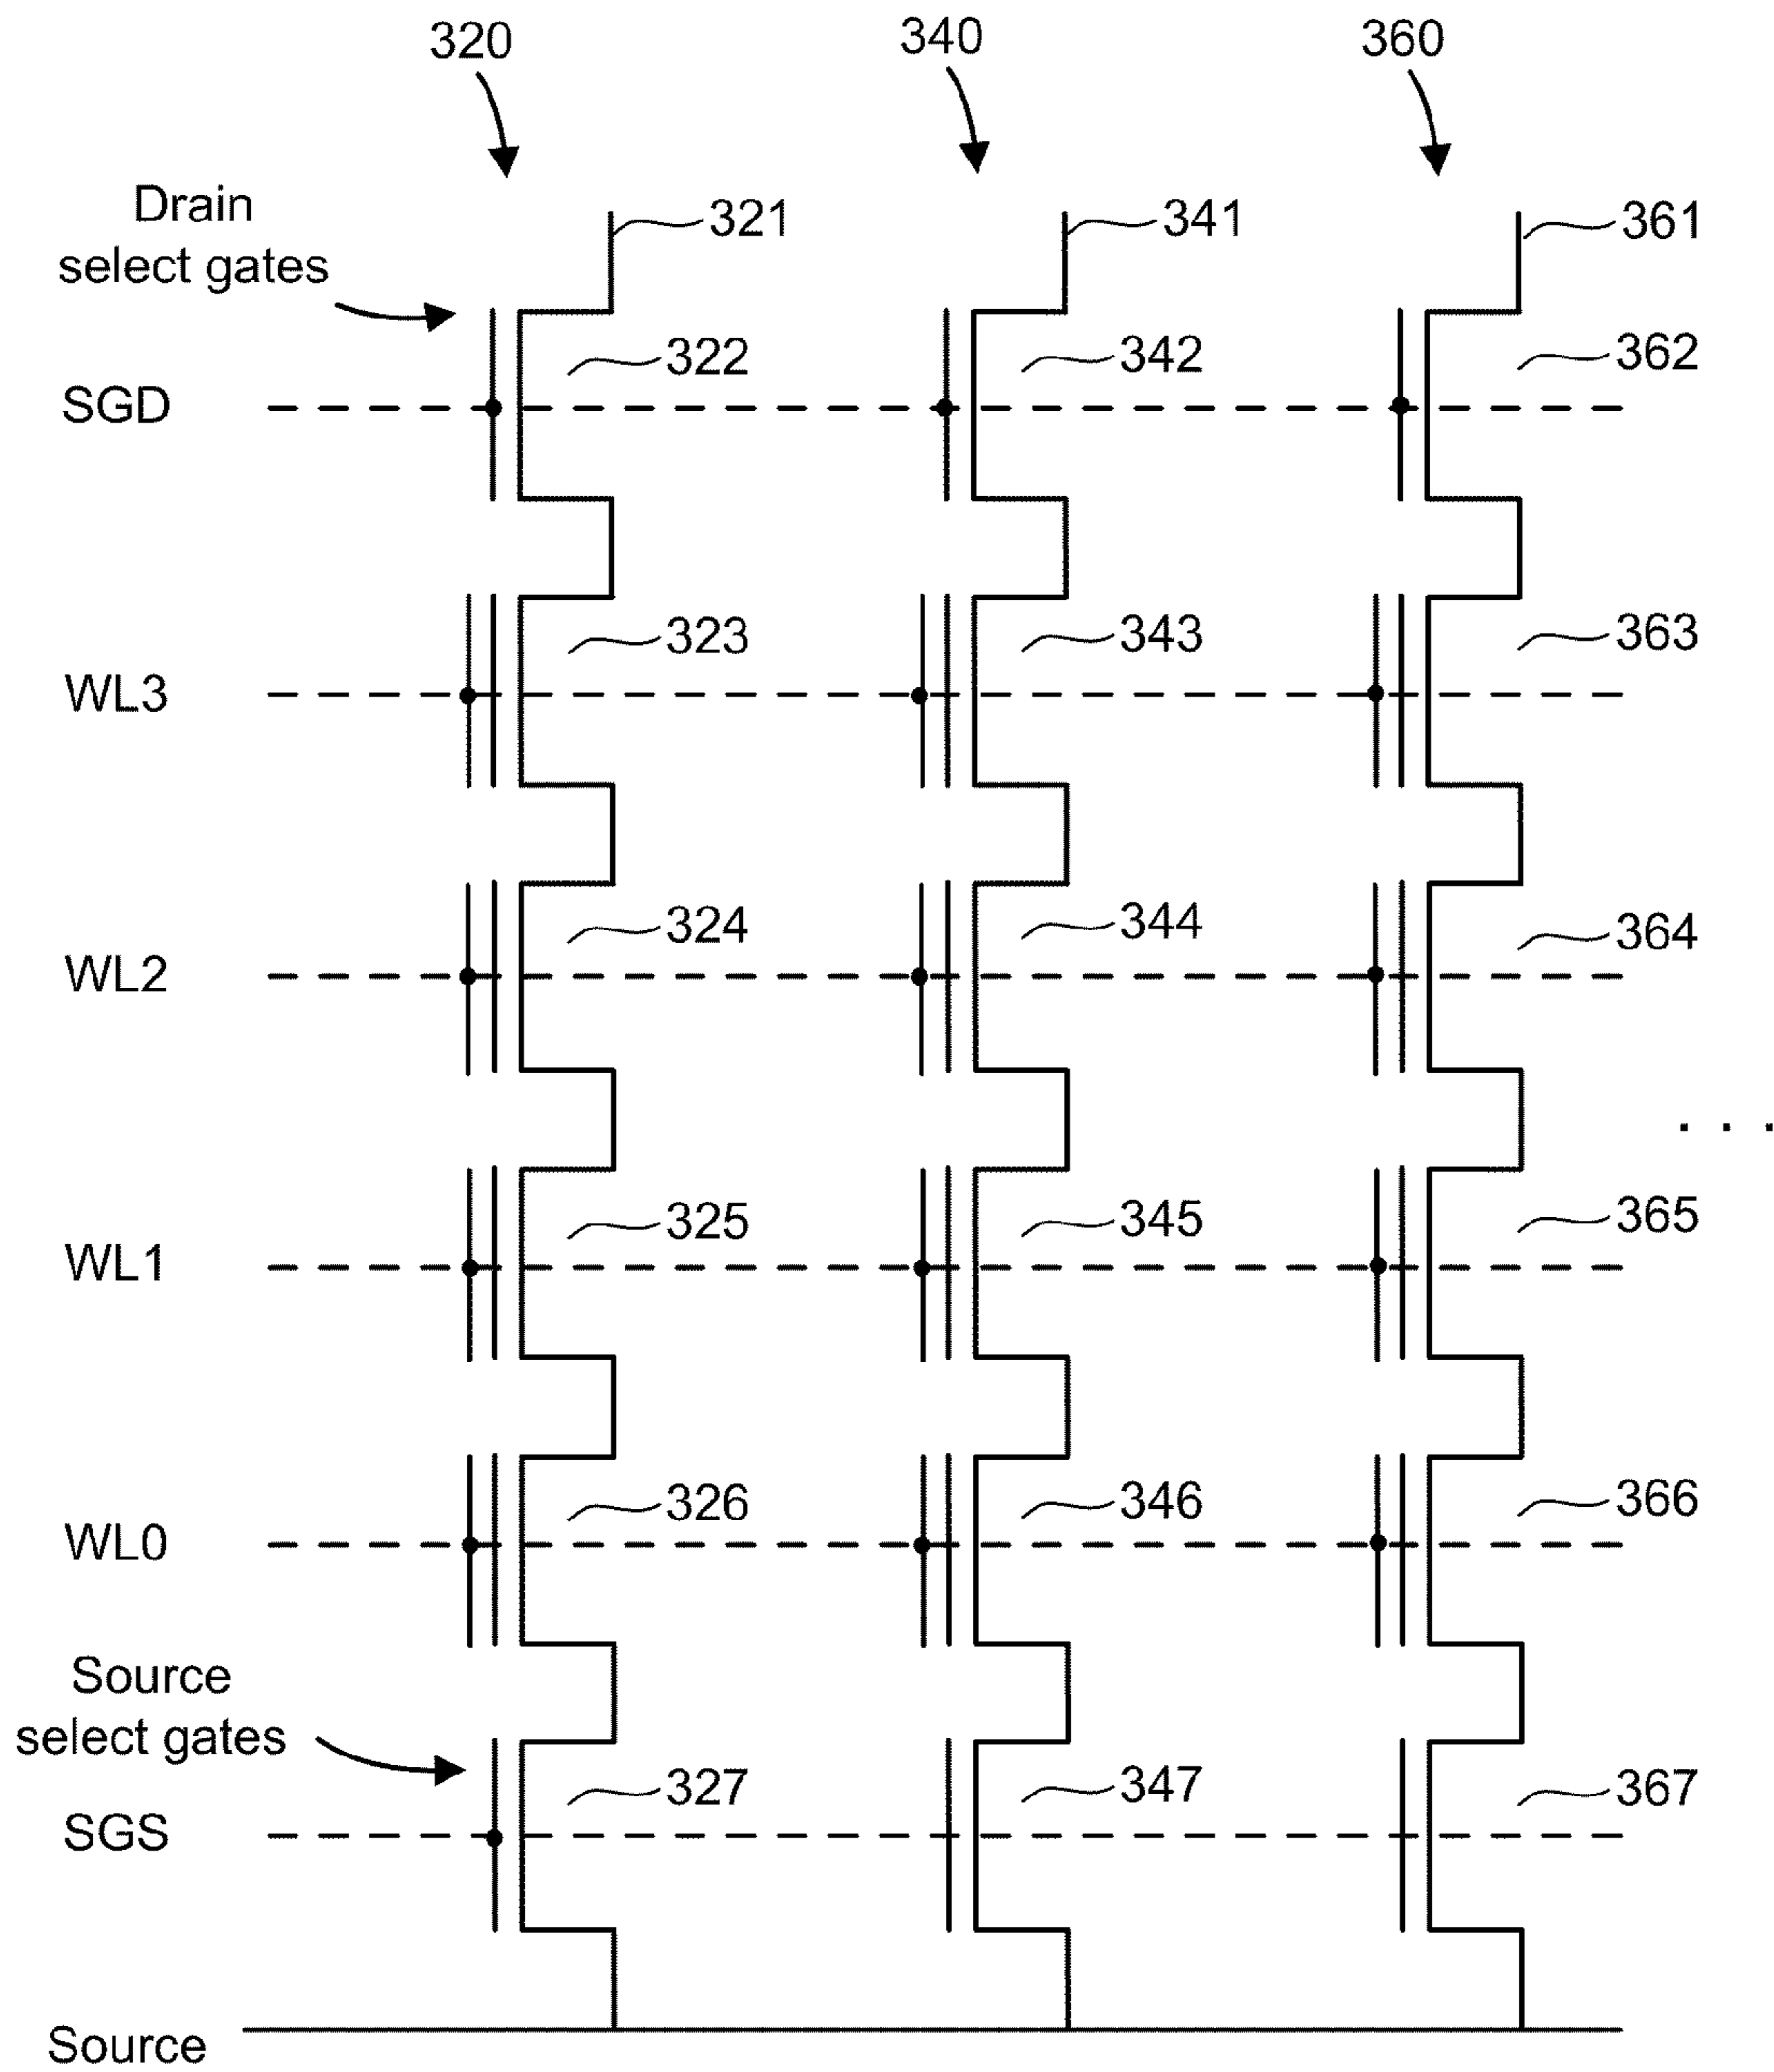 320 340 360
Drain
select gates
321 341 361
322 342 362
SGD
323 343 363
WL3
324 344 364
WL2
. . .
325 345 365
WL1
326 346 366
WL0
Source
select gates
327 347 367
SGS
Source